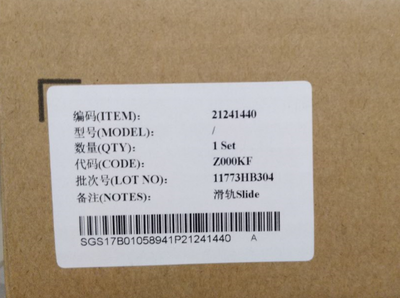 编码(ITEM): 21241440
型号(MODEL): /
数量(QTY): 1 Set
代码(CODE): Z000KF
批次号(LOT NO): 11773HB304
备注(NOTES): 滑轨Slide
SGS17B01058941P21241440 A